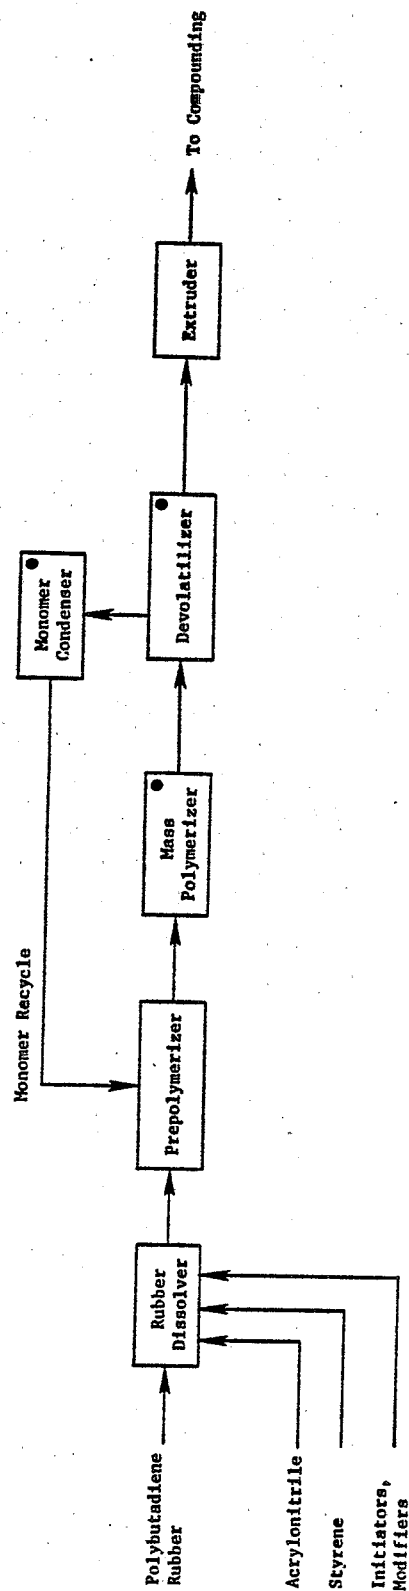 Polybutadiene
Rubber
Acrylonitrile
Styrene
Initiators,
Modifiers
Rubber
Dissolver
Prepolymerizer
Monomer Recycle
Mass
Polymerizer
Monomer
Condenser
Devolatilizer
Extruder
To Compounding